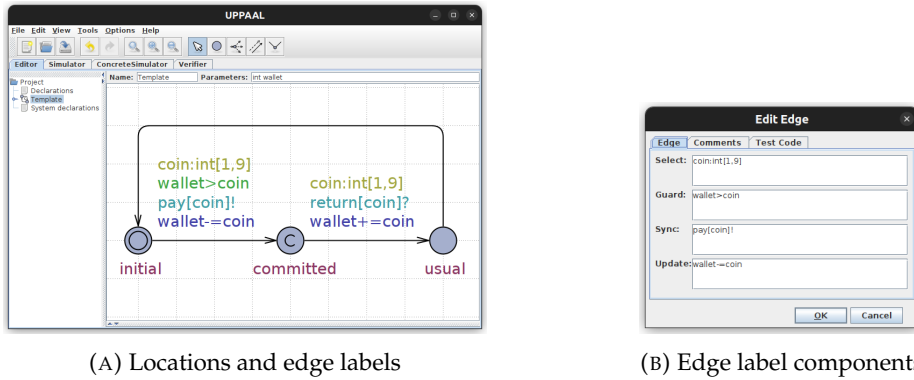 UPPAAL
File Edit View Tools Options Help
Editor Simulator ConcreteSimulator Verifier
Project
Declarations
Template
System declarations
Name: Template Parameters: int wallet
coin:int[1,9]
wallet>coin
pay[coin]!
wallet-=coin
coin:int[1,9]
return[coin]?
wallet+=coin
C
initial
committed
usual
(A) Locations and edge labels
Edit Edge
Edge Comments Test Code
Select: coin:int[1,9]
Guard: wallet>coin
Sync: pay[coin]!
Update: wallet-=coin
OK Cancel
(B) Edge label components